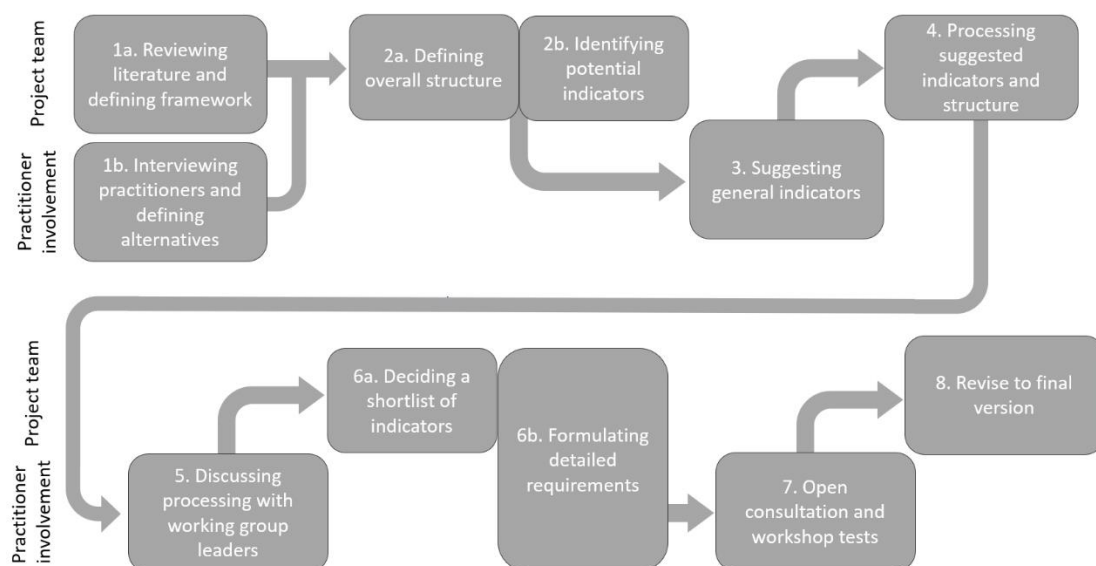 Project team
1a. Reviewing
literature and
defining framework
2a. Defining
overall structure
2b. Identifying
potential
indicators
4. Processing
suggested
indicators and
structure
Practitioner
involvement
1b. Interviewing
practitioners and
defining
alternatives
3. Suggesting
general indicators
Project team
6a. Deciding a
shortlist of
indicators
6b. Formulating
detailed
requirements
8. Revise to final
version
Practitioner
involvement
5. Discussing
processing with
working group
leaders
7. Open
consultation and
workshop tests